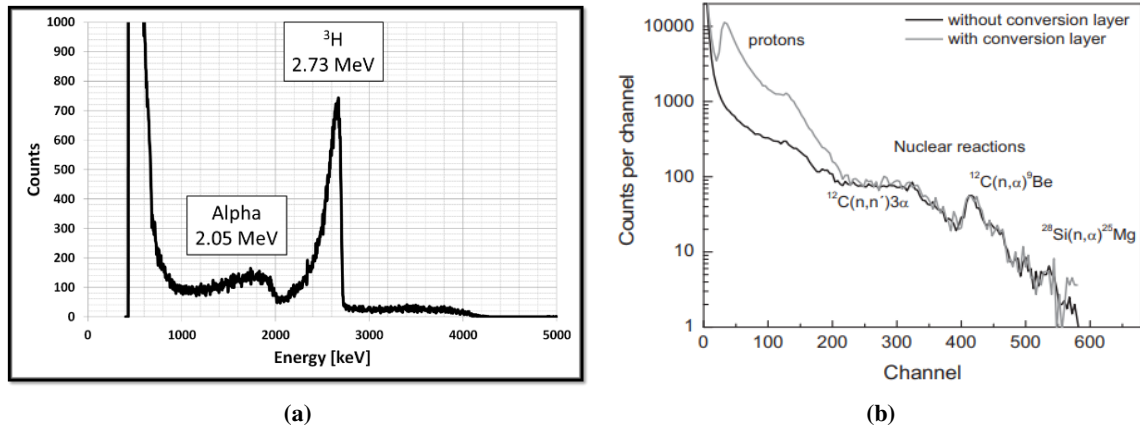 1000
900
800
700
600
500
400
300
200
100
0
Counts
³H
2.73 MeV
Alpha
2.05 MeV
0 1000 2000 3000 4000 5000
Energy [keV]
(a)
10000
1000
100
10
1
Counts per channel
without conversion layer
with conversion layer
protons
Nuclear reactions
¹²C(n,α)⁹Be
¹²C(n,n´)3α
²⁸Si(n,α)²⁵Mg
0 100 200 300 400 500 600
Channel
(b)